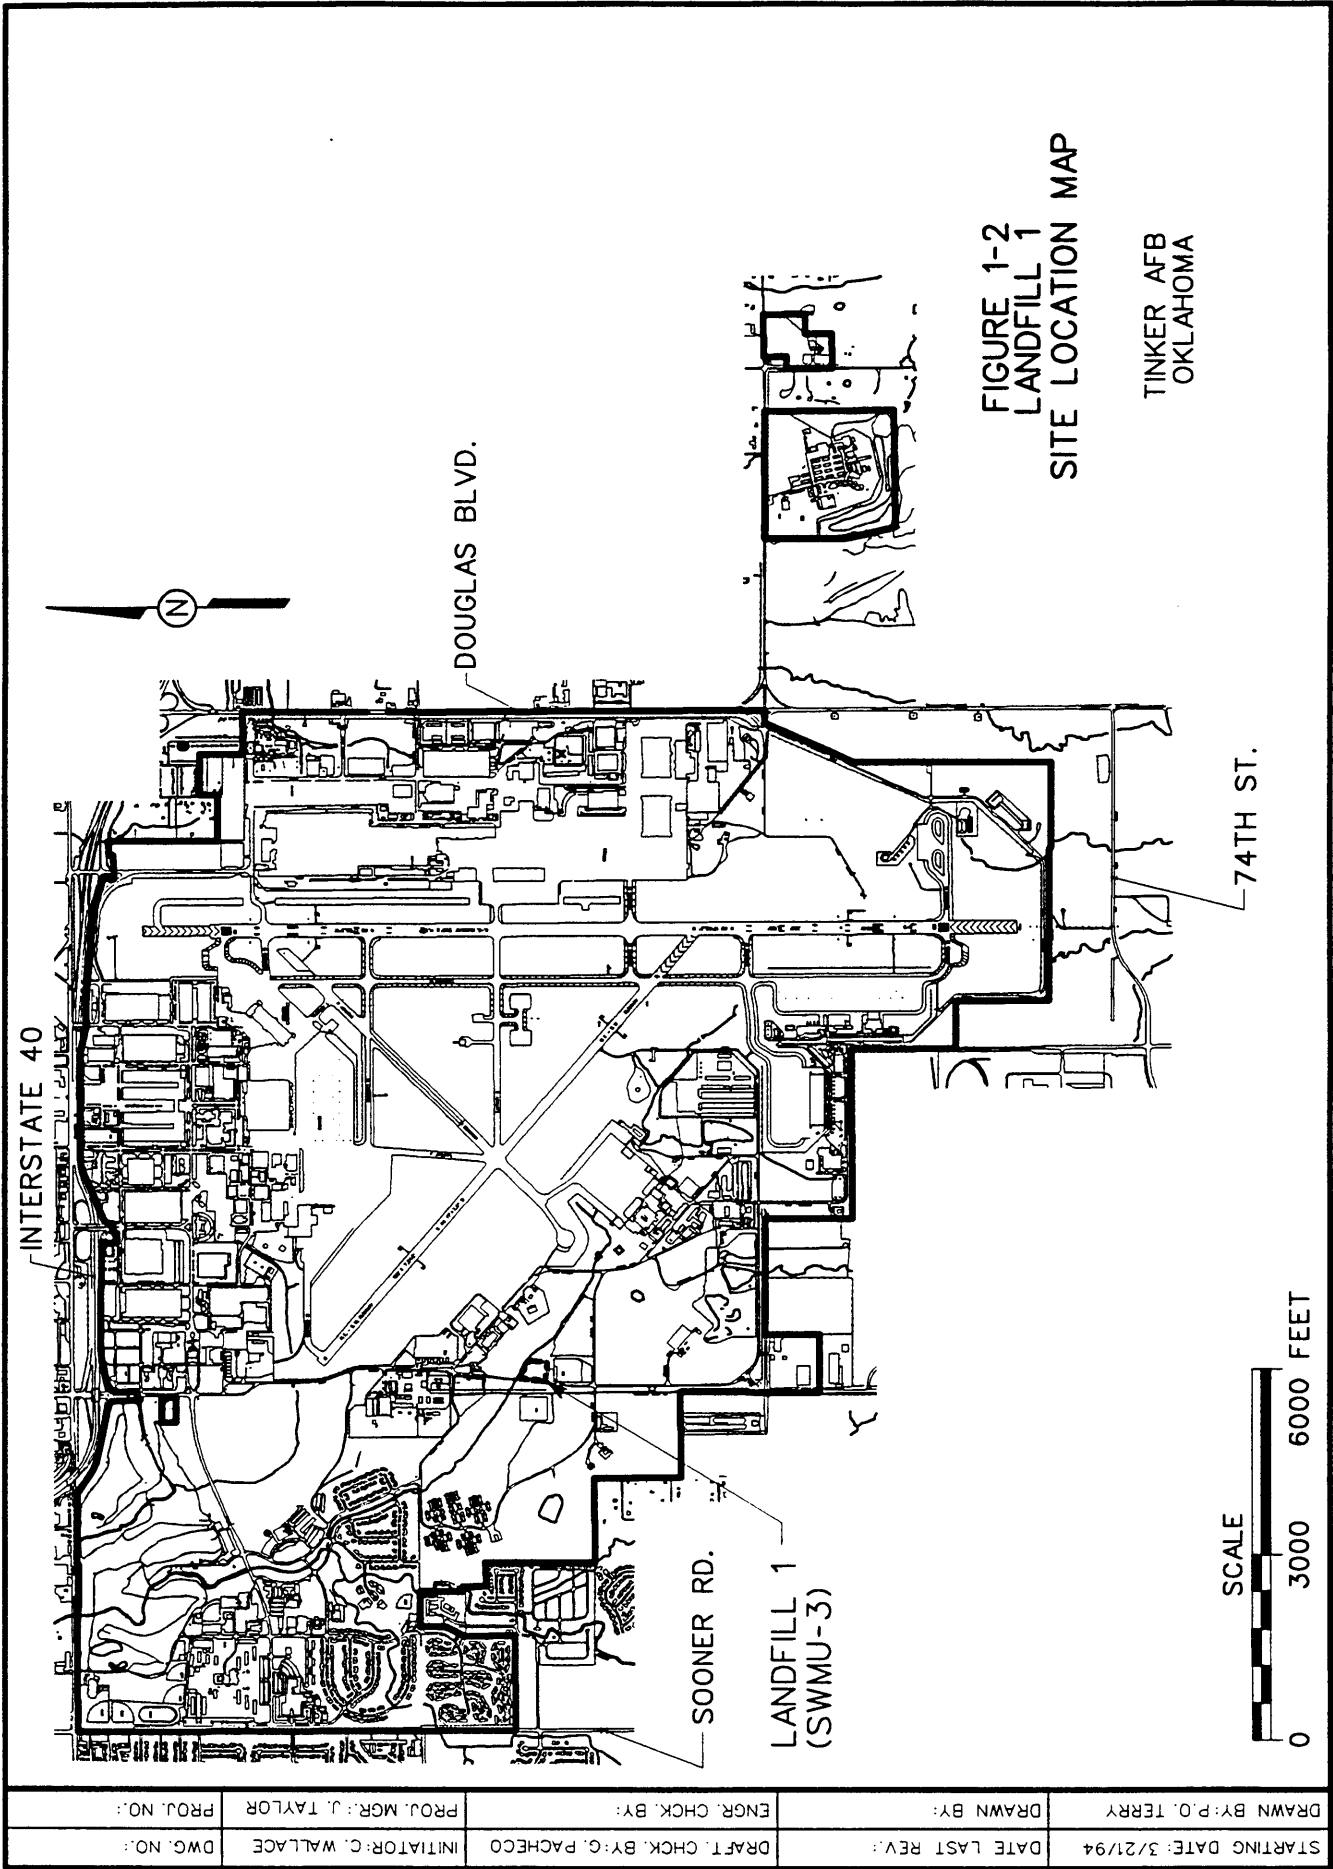 INTERSTATE 40
N
DOUGLAS BLVD.
74TH ST.
SOONER RD.
LANDFILL 1
(SWMU-3)
SCALE
0 3000 6000 FEET
FIGURE 1-2
LANDFILL 1
SITE LOCATION MAP
TINKER AFB
OKLAHOMA
STARTING DATE: 3/21/94
DATE LAST REV.:
DRAFT. CHCK. BY: G. PACHECO
INITIATOR: C. WALLACE
DWG. NO.:
DRAWN BY: P.O. TERRY
DRAWN BY:
ENGR. CHCK. BY:
PROJ. MGR.: J. TAYLOR
PROJ. NO.: